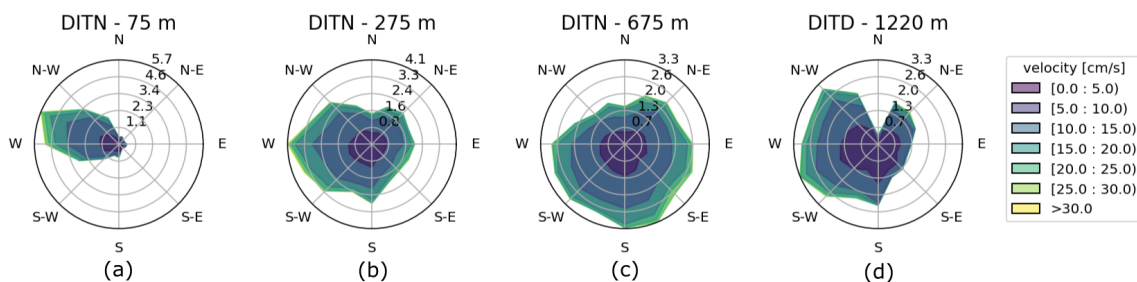 DITN - 75 m
N
N-W
N-E
W
E
S-W
S-E
S
5.7
4.6
3.4
2.3
1.1
(a)
DITN - 275 m
N
N-W
N-E
W
E
S-W
S-E
S
4.1
3.3
2.4
1.6
0.8
(b)
DITN - 675 m
N
N-W
N-E
W
E
S-W
S-E
S
3.3
2.6
2.0
1.3
0.7
(c)
DITD - 1220 m
N
N-W
N-E
W
E
S-W
S-E
S
3.3
2.6
2.0
1.3
0.7
(d)
velocity [cm/s]
[0.0 : 5.0)
[5.0 : 10.0)
[10.0 : 15.0)
[15.0 : 20.0)
[20.0 : 25.0)
[25.0 : 30.0)
>30.0